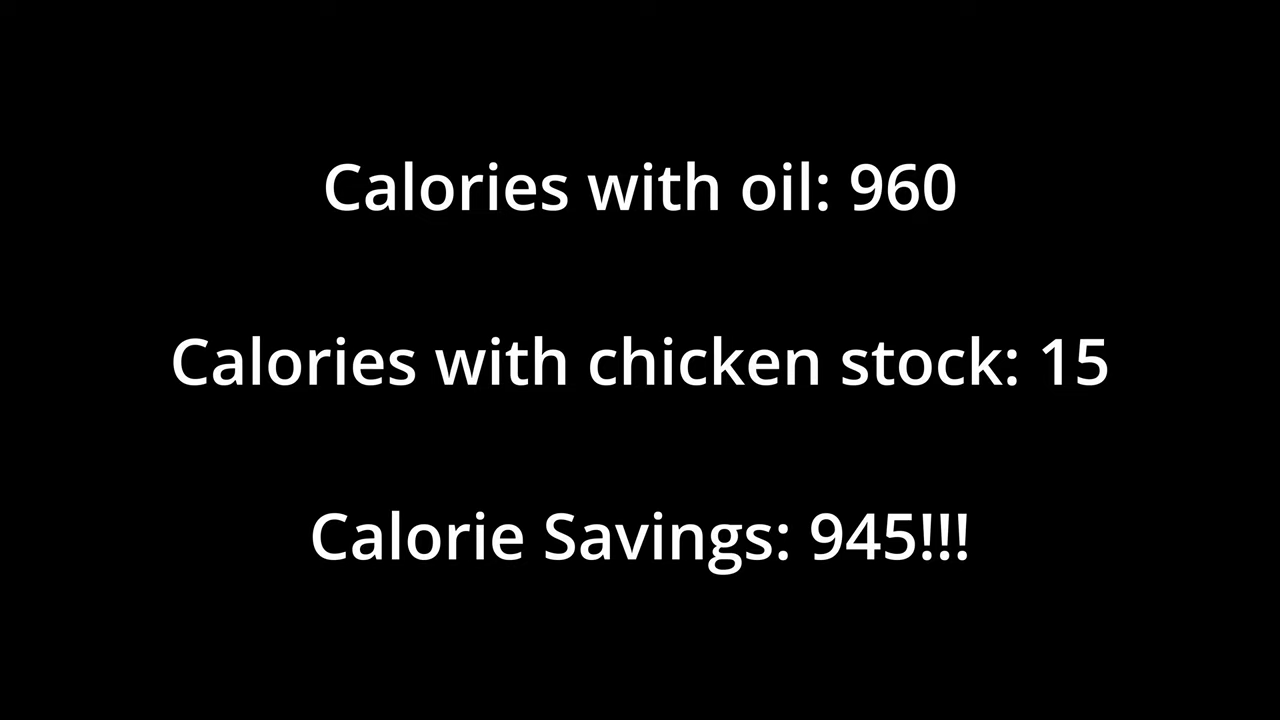 Calories with oil: 960
Calories with chicken stock: 15
Calorie Savings: 945!!!